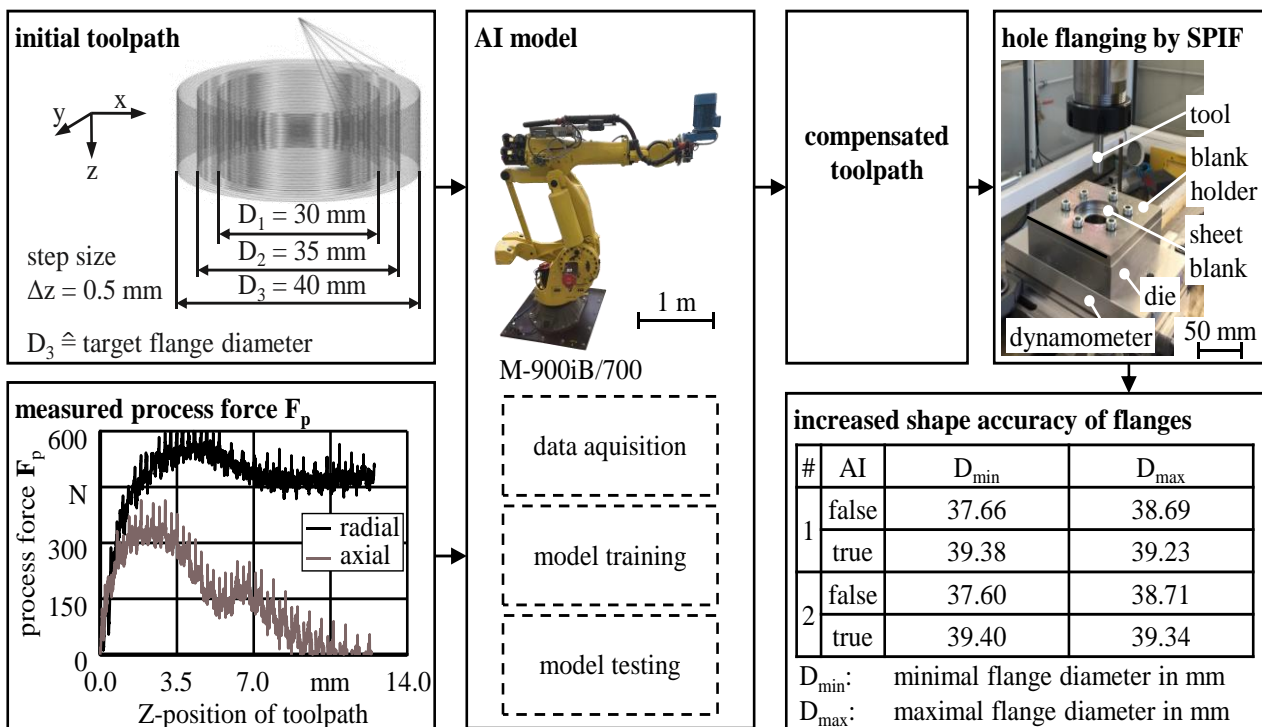 initial toolpath
x
y
z
D1 = 30 mm
D2 = 35 mm
D3 = 40 mm
step size
Δz = 0.5 mm
D3 ≙ target flange diameter
measured process force Fp
process force Fp
600
N
300
150
0
radial
axial
0.0 3.5 7.0 mm 14.0
Z-position of toolpath
AI model
1 m
M-900iB/700
data aquisition
model training
model testing
compensated
toolpath
hole flanging by SPIF
tool
blank
holder
sheet
blank
die
dynamometer
50 mm
increased shape accuracy of flanges
# AI Dmin Dmax
1 false 37.66 38.69
true 39.38 39.23
2 false 37.60 38.71
true 39.40 39.34
Dmin: minimal flange diameter in mm
Dmax: maximal flange diameter in mm